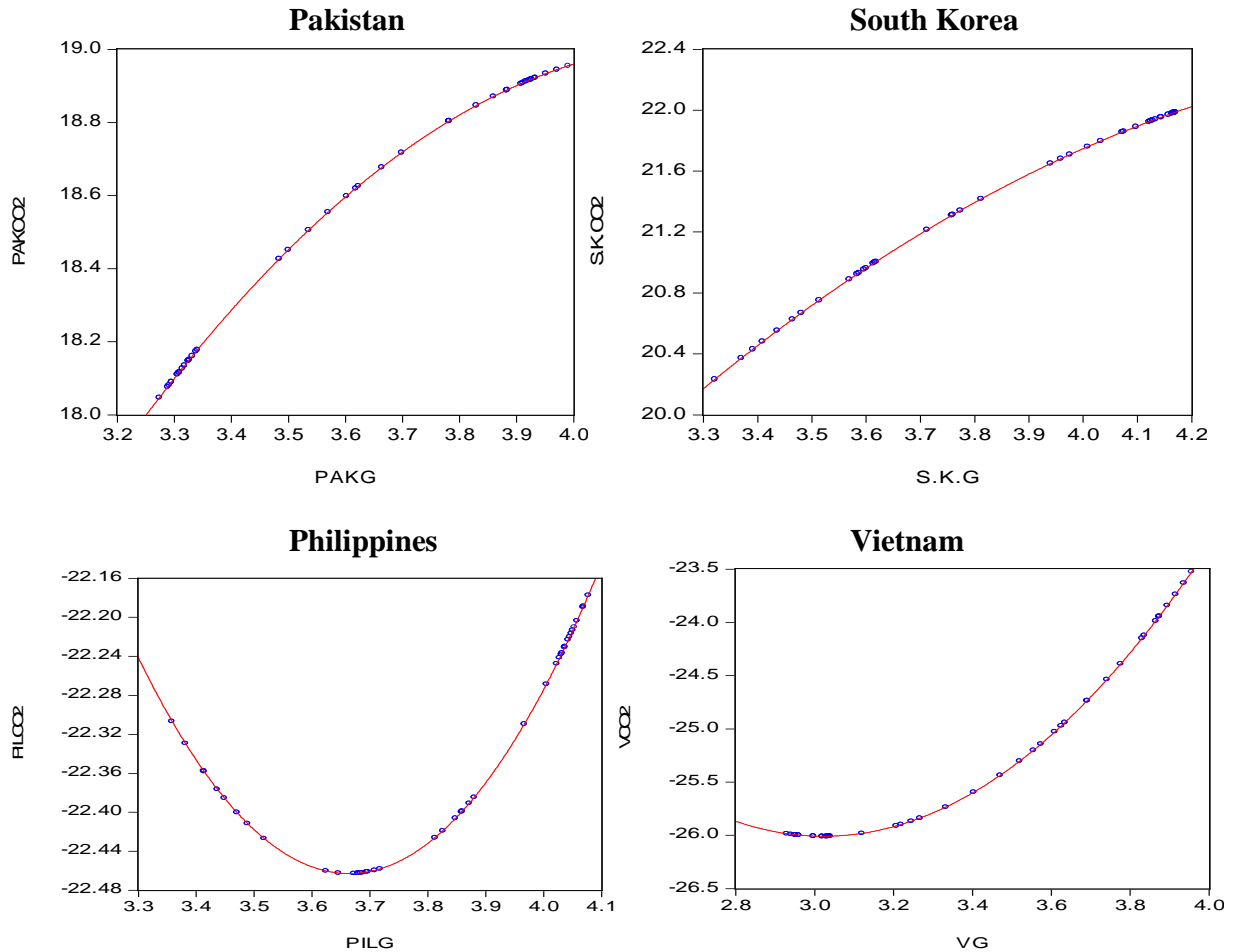 Pakistan
19.0
18.8
18.6
18.4
18.2
18.0
PAKCO2
3.2 3.3 3.4 3.5 3.6 3.7 3.8 3.9 4.0
PAKG
South Korea
22.4
22.0
21.6
21.2
20.8
20.4
20.0
S.K.CO2
3.3 3.4 3.5 3.6 3.7 3.8 3.9 4.0 4.1 4.2
S.K.G
Philippines
-22.16
-22.20
-22.24
-22.28
-22.32
-22.36
-22.40
-22.44
-22.48
PILCO2
3.3 3.4 3.5 3.6 3.7 3.8 3.9 4.0 4.1
PILG
Vietnam
-23.5
-24.0
-24.5
-25.0
-25.5
-26.0
-26.5
VCO2
2.8 3.0 3.2 3.4 3.6 3.8 4.0
VG